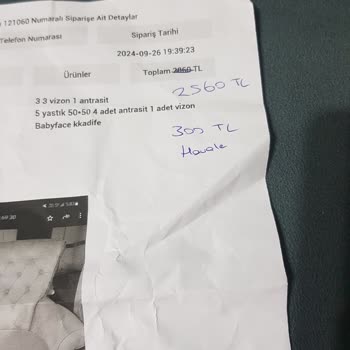 121060 Numaralı Siparişe Ait Detaylar
Telefon Numarası
Sipariş Tarihi
2024-09-26 19:39:23
Ürünler
Toplam 2860 TL
2560 TL
3 3 vizon 1 antrasit
5 yastık 50*50 4 adet antrasit 1 adet vizon
Babyface kkadife
300 TL
Havale